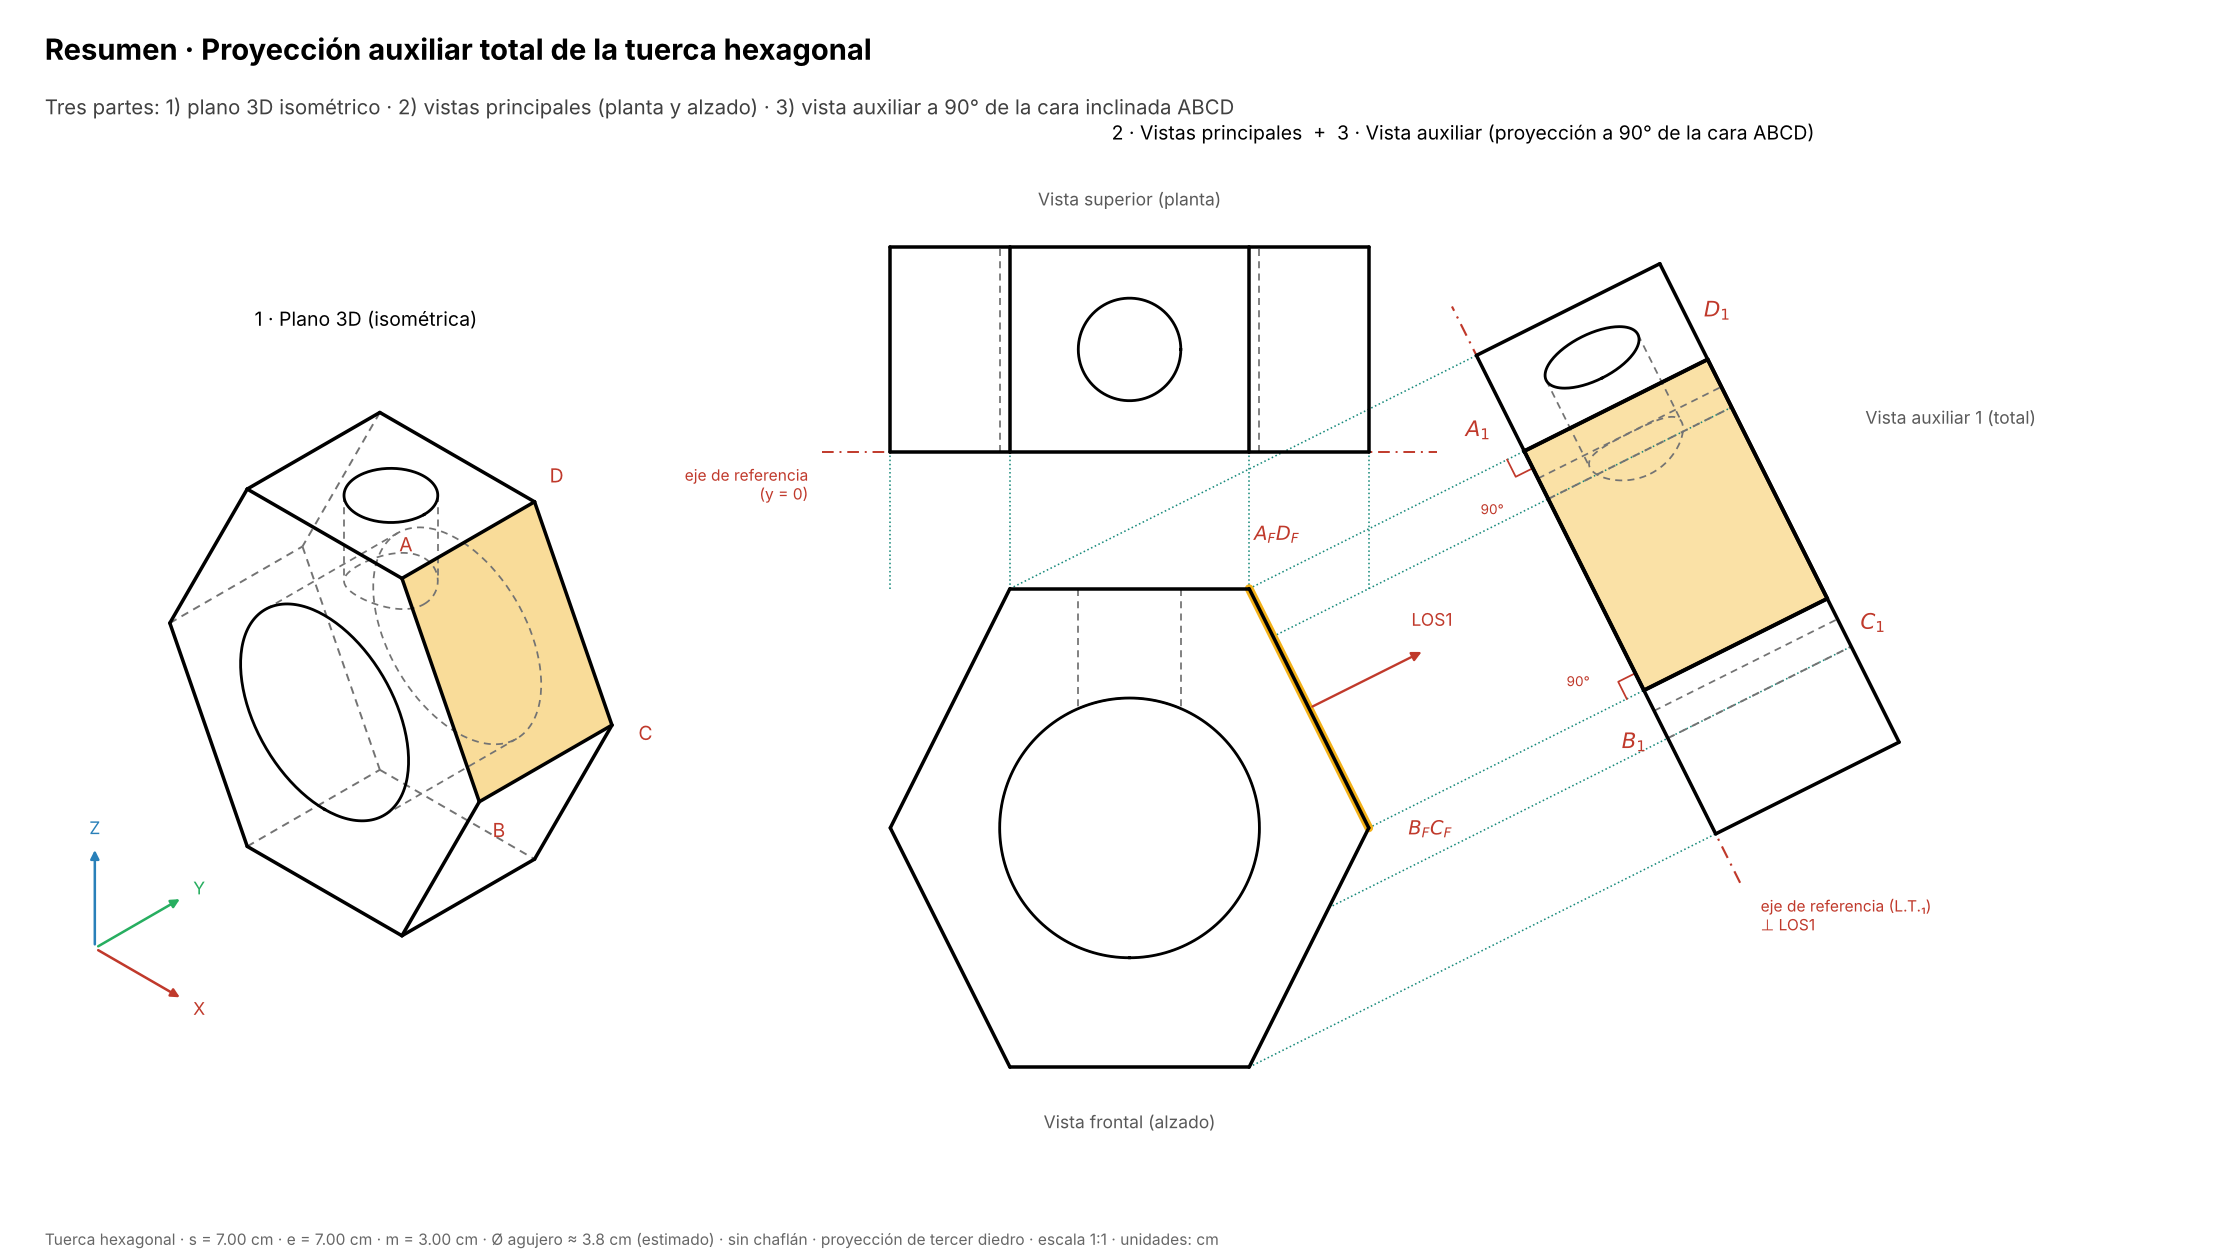 Resumen · Proyección auxiliar total de la tuerca hexagonal
Tres partes: 1) plano 3D isométrico · 2) vistas principales (planta y alzado) · 3) vista auxiliar a 90° de la cara inclinada ABCD
2 · Vistas principales + 3 · Vista auxiliar (proyección a 90° de la cara ABCD)
Vista superior (planta)
1 · Plano 3D (isométrica)
D
A
C
B
Z
Y
X
eje de referencia
(y = 0)
A_FD_F
LOS1
B_FC_F
Vista frontal (alzado)
D₁
A₁
90°
Vista auxiliar 1 (total)
C₁
90°
B₁
eje de referencia (L.T.₁)
⊥ LOS1
Tuerca hexagonal · s = 7.00 cm · e = 7.00 cm · m = 3.00 cm · Ø agujero ≈ 3.8 cm (estimado) · sin chaflán · proyección de tercer diedro · escala 1:1 · unidades: cm